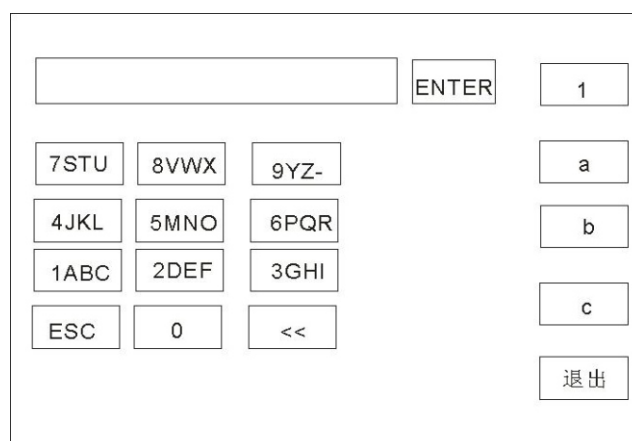 ENTER
1
7STU 8VWX 9YZ-
a
4JKL 5MNO 6PQR
b
1ABC 2DEF 3GHI
ESC 0 <<
c
退出